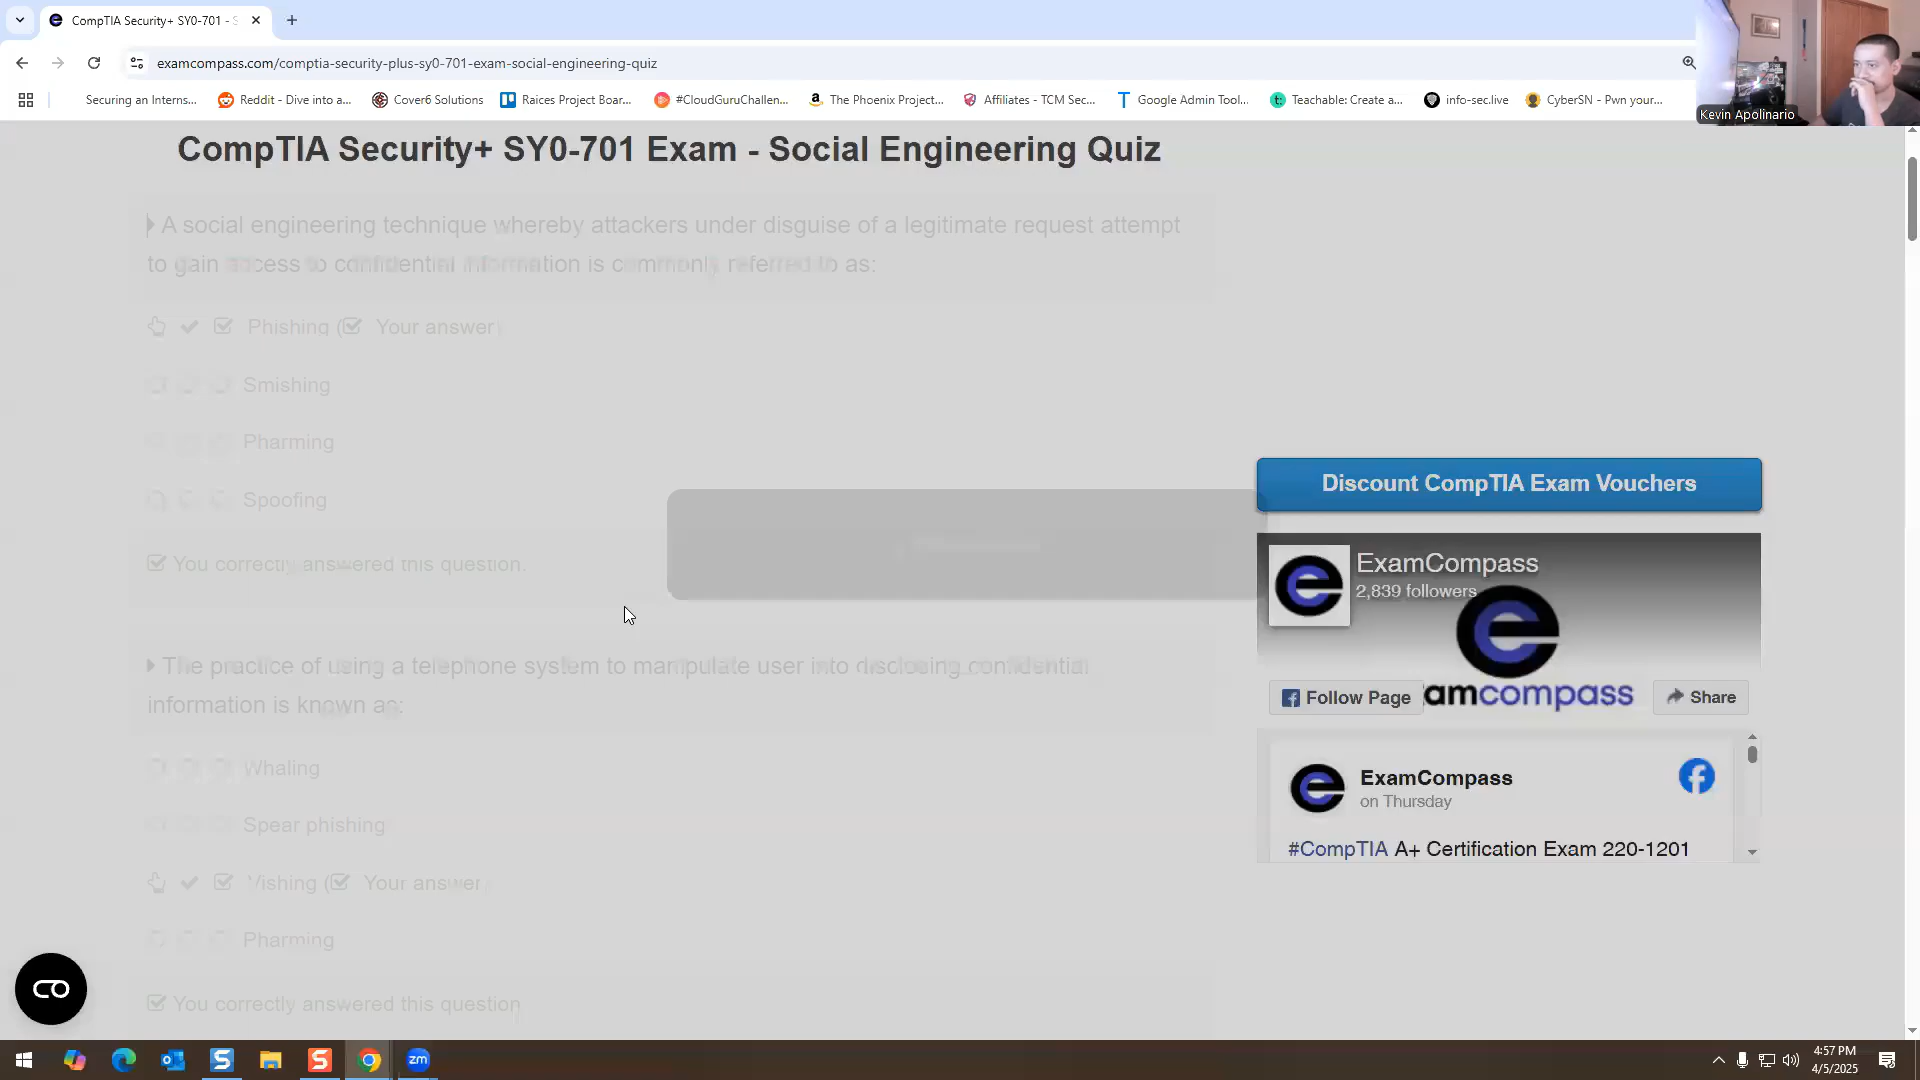 CompTIA Security+ SY0-701 - S
examcompass.com/comptia-security-plus-sy0-701-exam-social-engineering-quiz
Securing an Interns...
Reddit - Dive into a...
Cover6 Solutions
Raices Project Boar...
#CloudGuruChallen...
The Phoenix Project...
Affiliates - TCM Sec...
Google Admin Tool...
Teachable: Create a...
info-sec.live
CyberSN - Pwn your...
Kevin Apolinario
CompTIA Security+ SY0-701 Exam - Social Engineering Quiz
A social engineering technique whereby attackers under disguise of a legitimate request attempt
to gain access to confidential information is commonly referred to as:
Phishing ( Your answer)
Smishing
Pharming
Spoofing
You correctly answered this question.
The practice of using a telephone system to manipulate user into disclosing confidential
information is known as:
Whaling
Spear phishing
Vishing ( Your answer)
Pharming
You correctly answered this question
Discount CompTIA Exam Vouchers
ExamCompass
2,839 followers
Follow Page
amcompass
Share
ExamCompass
on Thursday
#CompTIA A+ Certification Exam 220-1201
zm
4:57 PM
4/5/2025